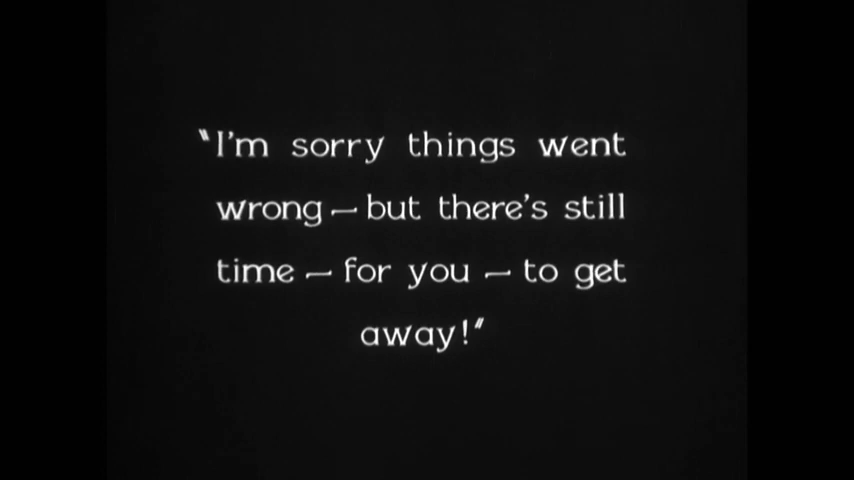 "I'm sorry things went
wrong — but there's still
time — for you — to get
away!"